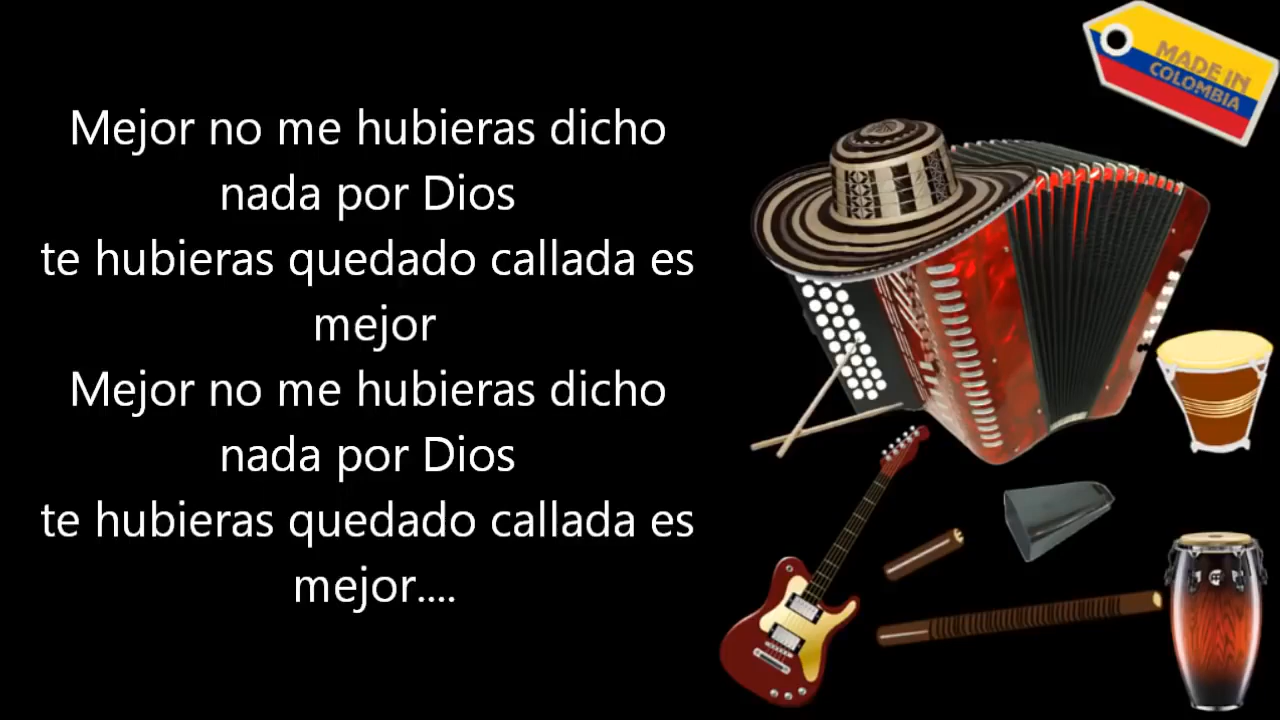 Mejor no me hubieras dicho
nada por Dios
te hubieras quedado callada es
mejor
Mejor no me hubieras dicho
nada por Dios
te hubieras quedado callada es
mejor....
MADE IN
COLOMBIA